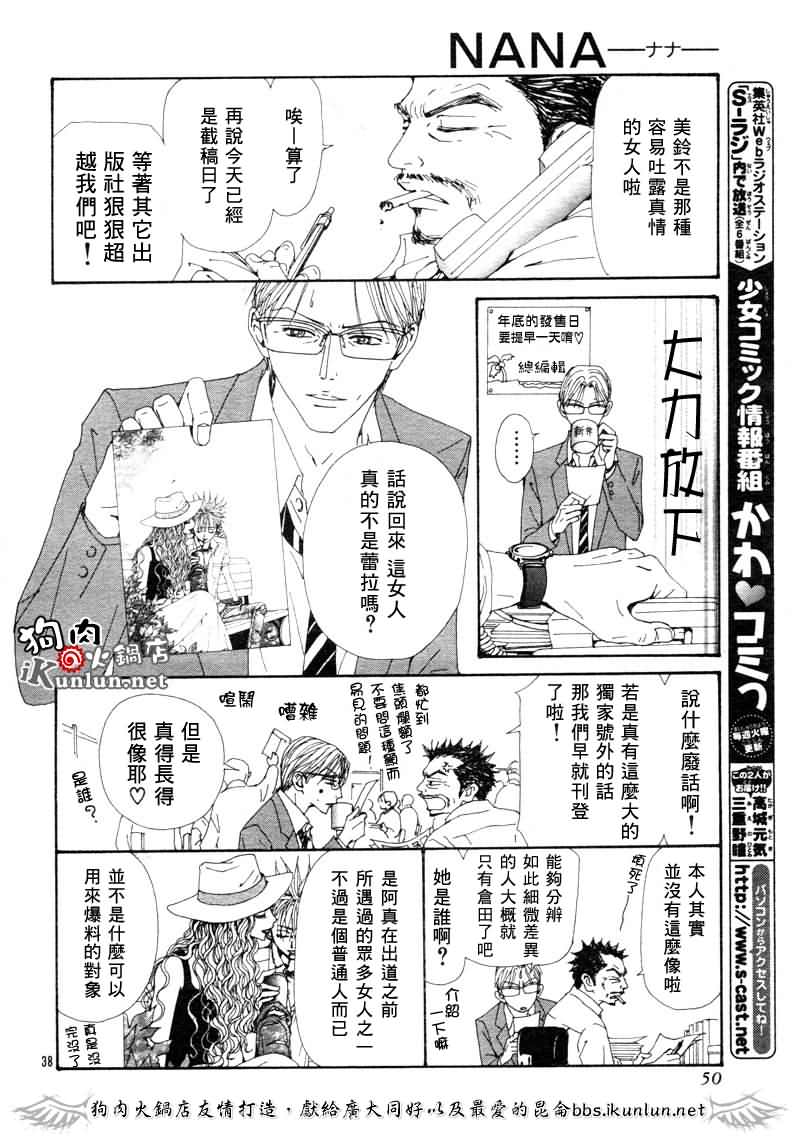 NANA
——ナナ——
美鈴不是那種
容易吐露真情
的女人啦
唉—算了
再說今天已經
是截稿日了
等著其它出
版社狠狠超
越我們吧！
大力放下
年底的發售日
要提早一天唷♡
總編輯
新井
……
話說回來 這女人
真的不是蕾拉嗎？
狗肉火鍋店
iKunlun.net
說什麼廢話啊！
若是真有這麼大的
獨家號外的話
那我們早就刊登
了啦！
都忙到
焦頭爛額了
不要問這種顯而
易見的問題！
嘈雜
喧鬧
但是
真得長得
很像耶♡
是誰？
煩死了
本人其實
並沒有這麼像啦
能夠分辨
如此細微差異
的人大概就
只有倉田了吧
她是誰啊？
介紹
一下嘛
是阿真在出道之前
所遇過的眾多女人之一
不過是個普通人而已
並不是什麼可以
用來爆料的對象
真是沒
完沒了
38
50
集英社Webラジオステーション
「S-ラジ」内で放送(全6番組)
少女コミック情報番組
かわ♥コミっ
毎週火曜
更新
この2人が
お届け!!
高城元気
三重野瞳
パソコンからアクセスしてね！
http://www.s-cast.net
狗肉火鍋店友情打造，獻給廣大同好以及最愛的昆侖bbs.ikunlun.net